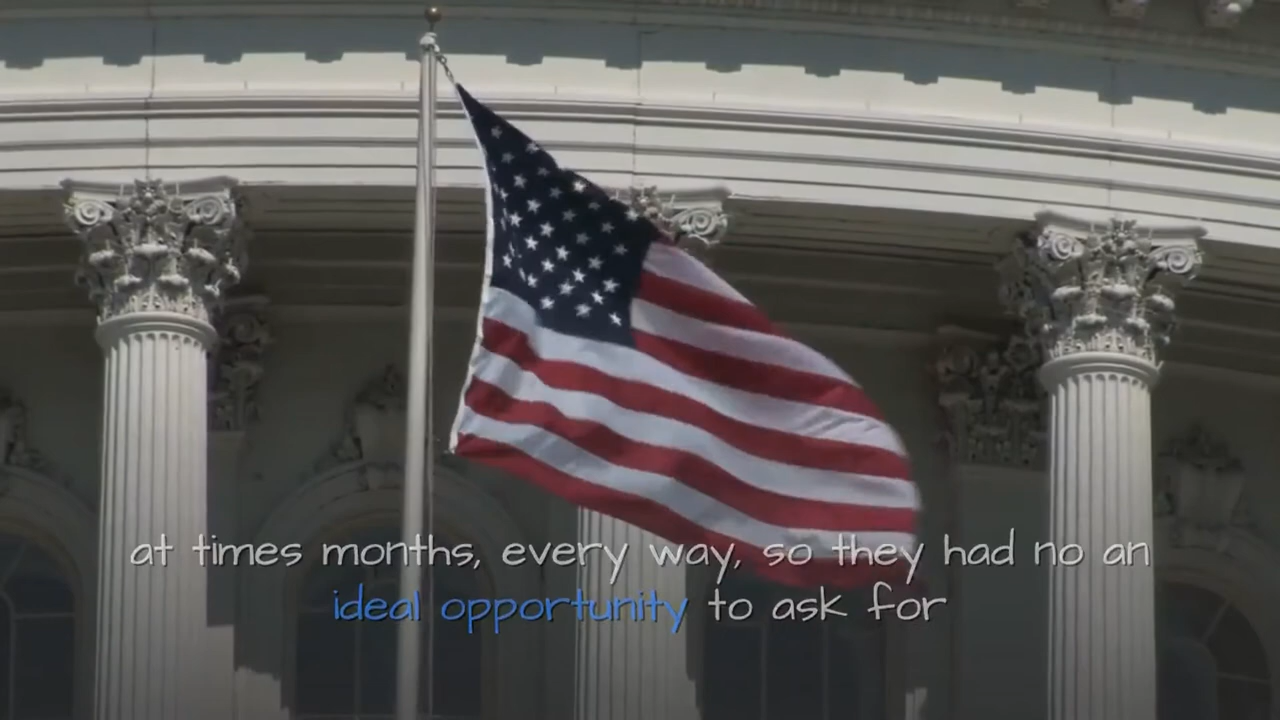 at times months, every way, so they had no an
ideal opportunity to ask for